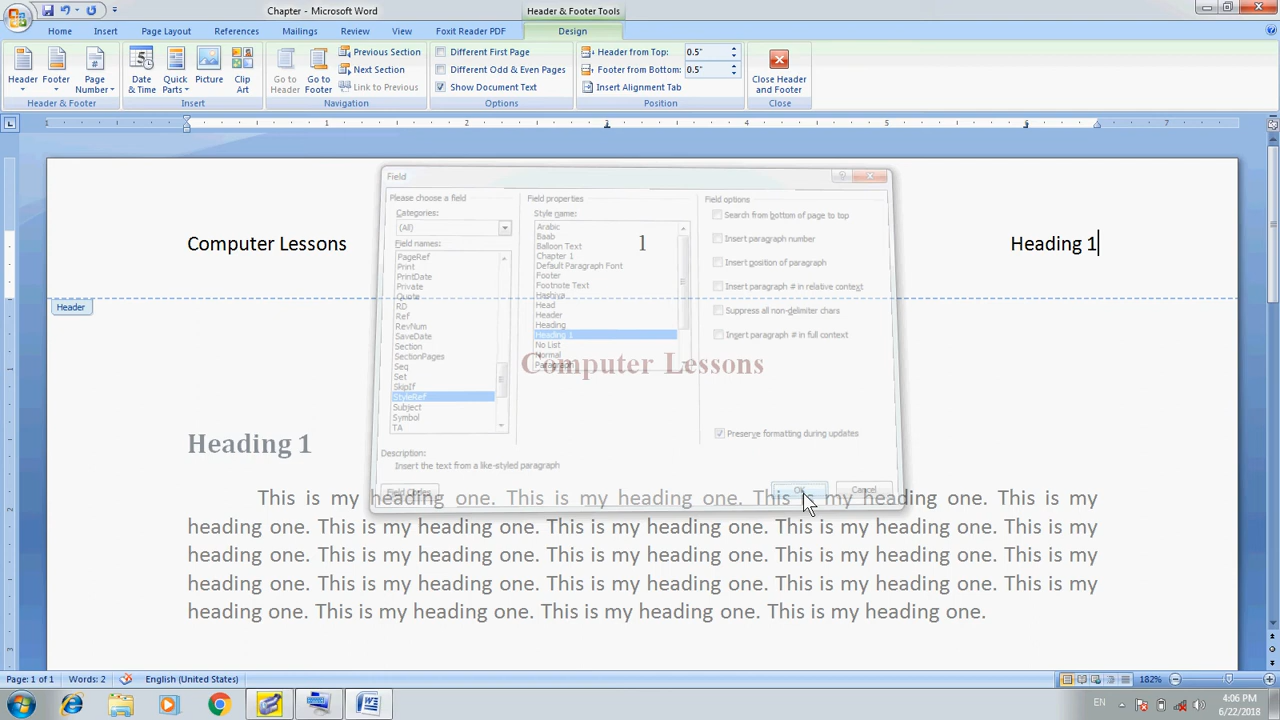 Chapter - Microsoft Word
Header & Footer Tools
Home Insert Page Layout References Mailings Review View Foxit Reader PDF Design
Header Footer Page Number
Header & Footer
Date & Time Quick Parts Picture Clip Art
Insert
Go to Header Go to Footer
Previous Section
Next Section
Link to Previous
Navigation
Different First Page
Different Odd & Even Pages
Show Document Text
Options
Header from Top: 0.5"
Footer from Bottom: 0.5"
Insert Alignment Tab
Position
Close Header and Footer
Close
1 1 2 3 4 5 6 7
Computer Lessons 1 Heading 1
Header
Field
Please choose a field
Categories:
(All)
Field names:
PageRef
Print
PrintDate
Private
Quote
RD
Ref
RevNum
SaveDate
Section
SectionPages
Seq
Set
SkipIf
StyleRef
Subject
Symbol
TA
Field properties
Style name:
Arabic
Baab
Balloon Text
Chapter 1
Default Paragraph Font
Footer
Footnote Text
Hashiya
Head
Header
Heading
Heading 1
No List
Normal
Paragraph
Field options
Search from bottom of page to top
Insert paragraph number
Insert position of paragraph
Insert paragraph # in relative context
Suppress all non-delimiter chars
Insert paragraph # in full context
Preserve formatting during updates
Description:
Insert the text from a like-styled paragraph
Field Codes
OK Cancel
Computer Lessons
Heading 1
This is my heading one. This is my heading one. This is my heading one. This is my
heading one. This is my heading one. This is my heading one. This is my heading one.
heading one. This is my heading one. This is my heading one. This is my heading one. This is my
heading one. This is my heading one. This is my heading one. This is my heading one. This is my
heading one. This is my heading one. This is my heading one. This is my heading one.
Page: 1 of 1 Words: 2 English (United States) 182%
EN 4:06 PM
6/22/2018